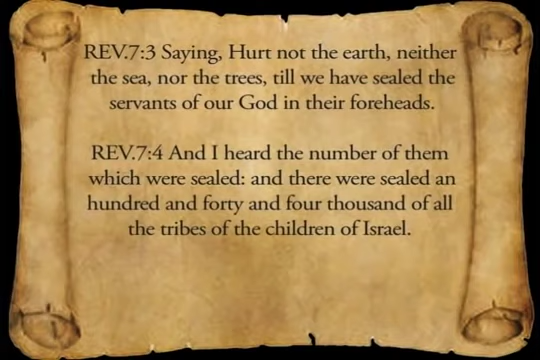 REV.7:3 Saying, Hurt not the earth, neither
the sea, nor the trees, till we have sealed the
servants of our God in their foreheads.
REV.7:4 And I heard the number of them
which were sealed: and there were sealed an
hundred and forty and four thousand of all
the tribes of the children of Israel.